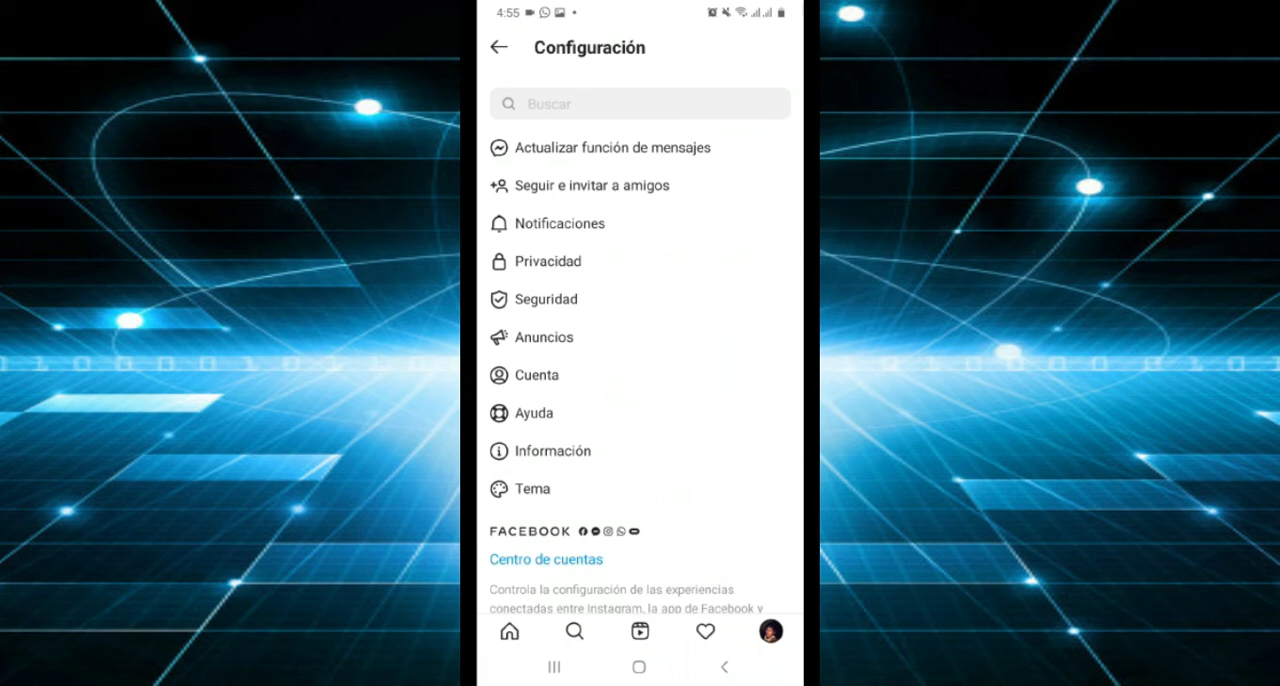 4:55
Configuración
Buscar
Actualizar función de mensajes
Seguir e invitar a amigos
Notificaciones
Privacidad
Seguridad
Anuncios
Cuenta
Ayuda
Información
Tema
FACEBOOK
Centro de cuentas
Controla la configuración de las experiencias
conectadas entre Instagram, la app de Facebook y